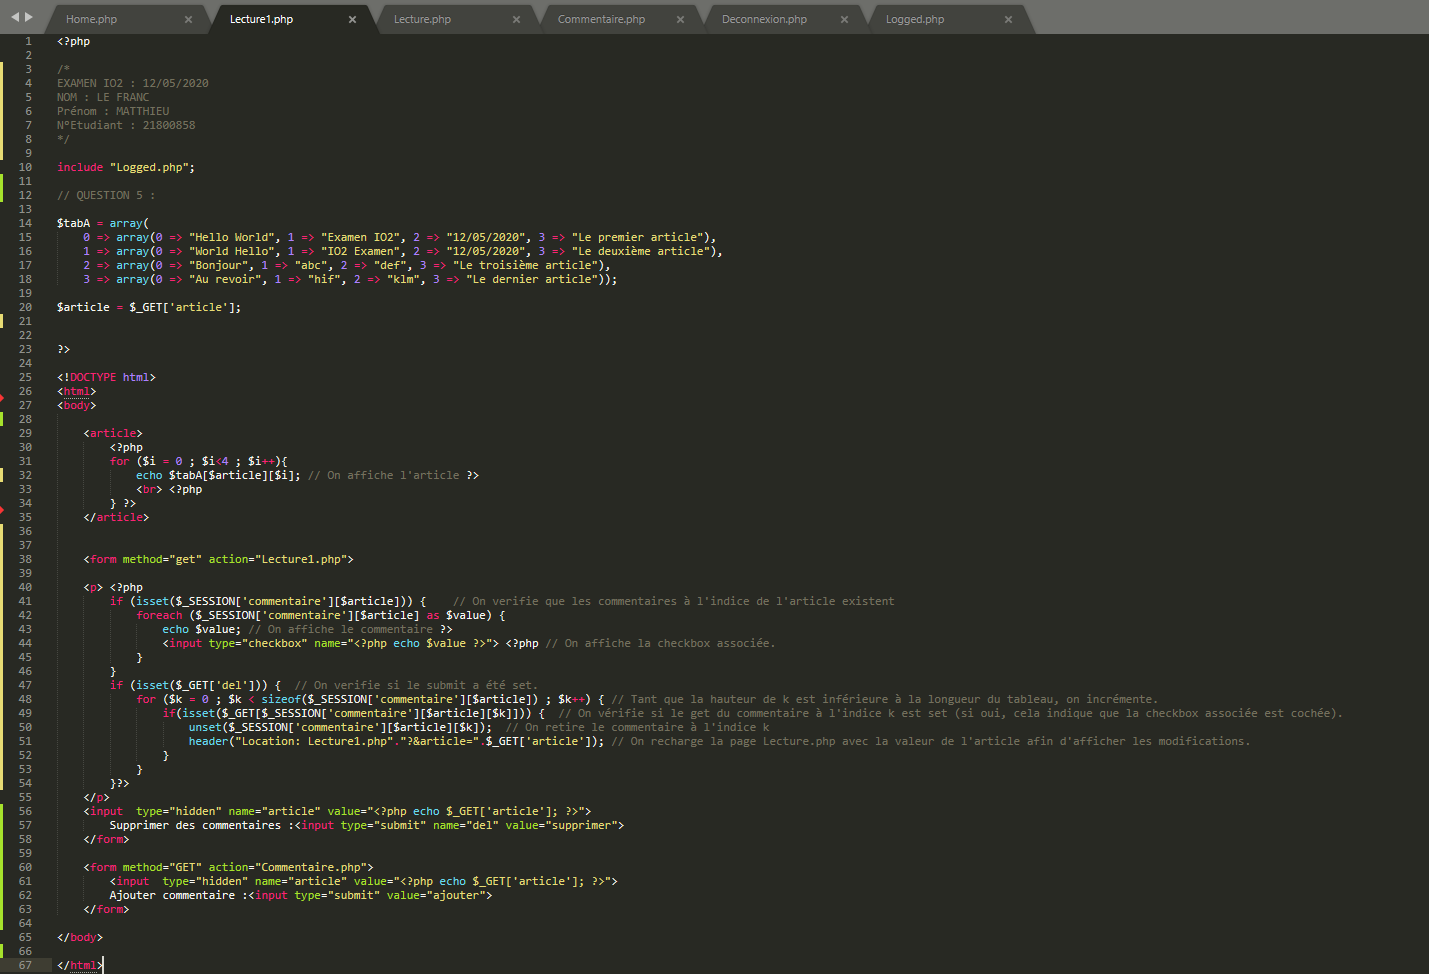 Home.php × Lecture1.php × Lecture.php × Commentaire.php × Deconnexion.php × Logged.php ×
1 <?php
2
3 /*
4 EXAMEN IO2 : 12/05/2020
5 NOM : LE FRANC
6 Prénom : MATTHIEU
7 N°Etudiant : 21800858
8 */
9
10 include "Logged.php";
11
12 // QUESTION 5 :
13
14 $tabA = array(
15     0 => array(0 => "Hello World", 1 => "Examen IO2", 2 => "12/05/2020", 3 => "Le premier article"),
16     1 => array(0 => "World Hello", 1 => "IO2 Examen", 2 => "12/05/2020", 3 => "Le deuxième article"),
17     2 => array(0 => "Bonjour", 1 => "abc", 2 => "def", 3 => "Le troisième article"),
18     3 => array(0 => "Au revoir", 1 => "hif", 2 => "klm", 3 => "Le dernier article"));
19
20 $article = $_GET['article'];
21
22
23 ?>
24
25 <!DOCTYPE html>
26 <html>
27 <body>
28
29     <article>
30         <?php
31         for ($i = 0 ; $i<4 ; $i++){
32             echo $tabA[$article][$i]; // On affiche l'article ?>
33             <br> <?php
34         } ?>
35     </article>
36
37
38     <form method="get" action="Lecture1.php">
39
40     <p> <?php
41         if (isset($_SESSION['commentaire'][$article])) {    // On verifie que les commentaires à l'indice de l'article existent
42             foreach ($_SESSION['commentaire'][$article] as $value) {
43                 echo $value; // On affiche le commentaire ?>
44                 <input type="checkbox" name="<?php echo $value ?>"> <?php // On affiche la checkbox associée.
45             }
46         }
47         if (isset($_GET['del'])) {  // On verifie si le submit a été set.
48             for ($k = 0 ; $k < sizeof($_SESSION['commentaire'][$article]) ; $k++) { // Tant que la hauteur de k est inférieure à la longueur du tableau, on incrémente.
49                 if(isset($_GET[$_SESSION['commentaire'][$article][$k]])) {  // On vérifie si le get du commentaire à l'indice k est set (si oui, cela indique que la checkbox associée est cochée).
50                     unset($_SESSION['commentaire'][$article][$k]);  // On retire le commentaire à l'indice k
51                     header("Location: Lecture1.php"."?&article=".$_GET['article']); // On recharge la page Lecture.php avec la valeur de l'article afin d'afficher les modifications.
52                 }
53             }
54         }?>
55     </p>
56     <input  type="hidden" name="article" value="<?php echo $_GET['article']; ?>">
57         Supprimer des commentaires :<input type="submit" name="del" value="supprimer">
58     </form>
59
60     <form method="GET" action="Commentaire.php">
61         <input  type="hidden" name="article" value="<?php echo $_GET['article']; ?>">
62         Ajouter commentaire :<input type="submit" value="ajouter">
63     </form>
64
65 </body>
66
67 </html>